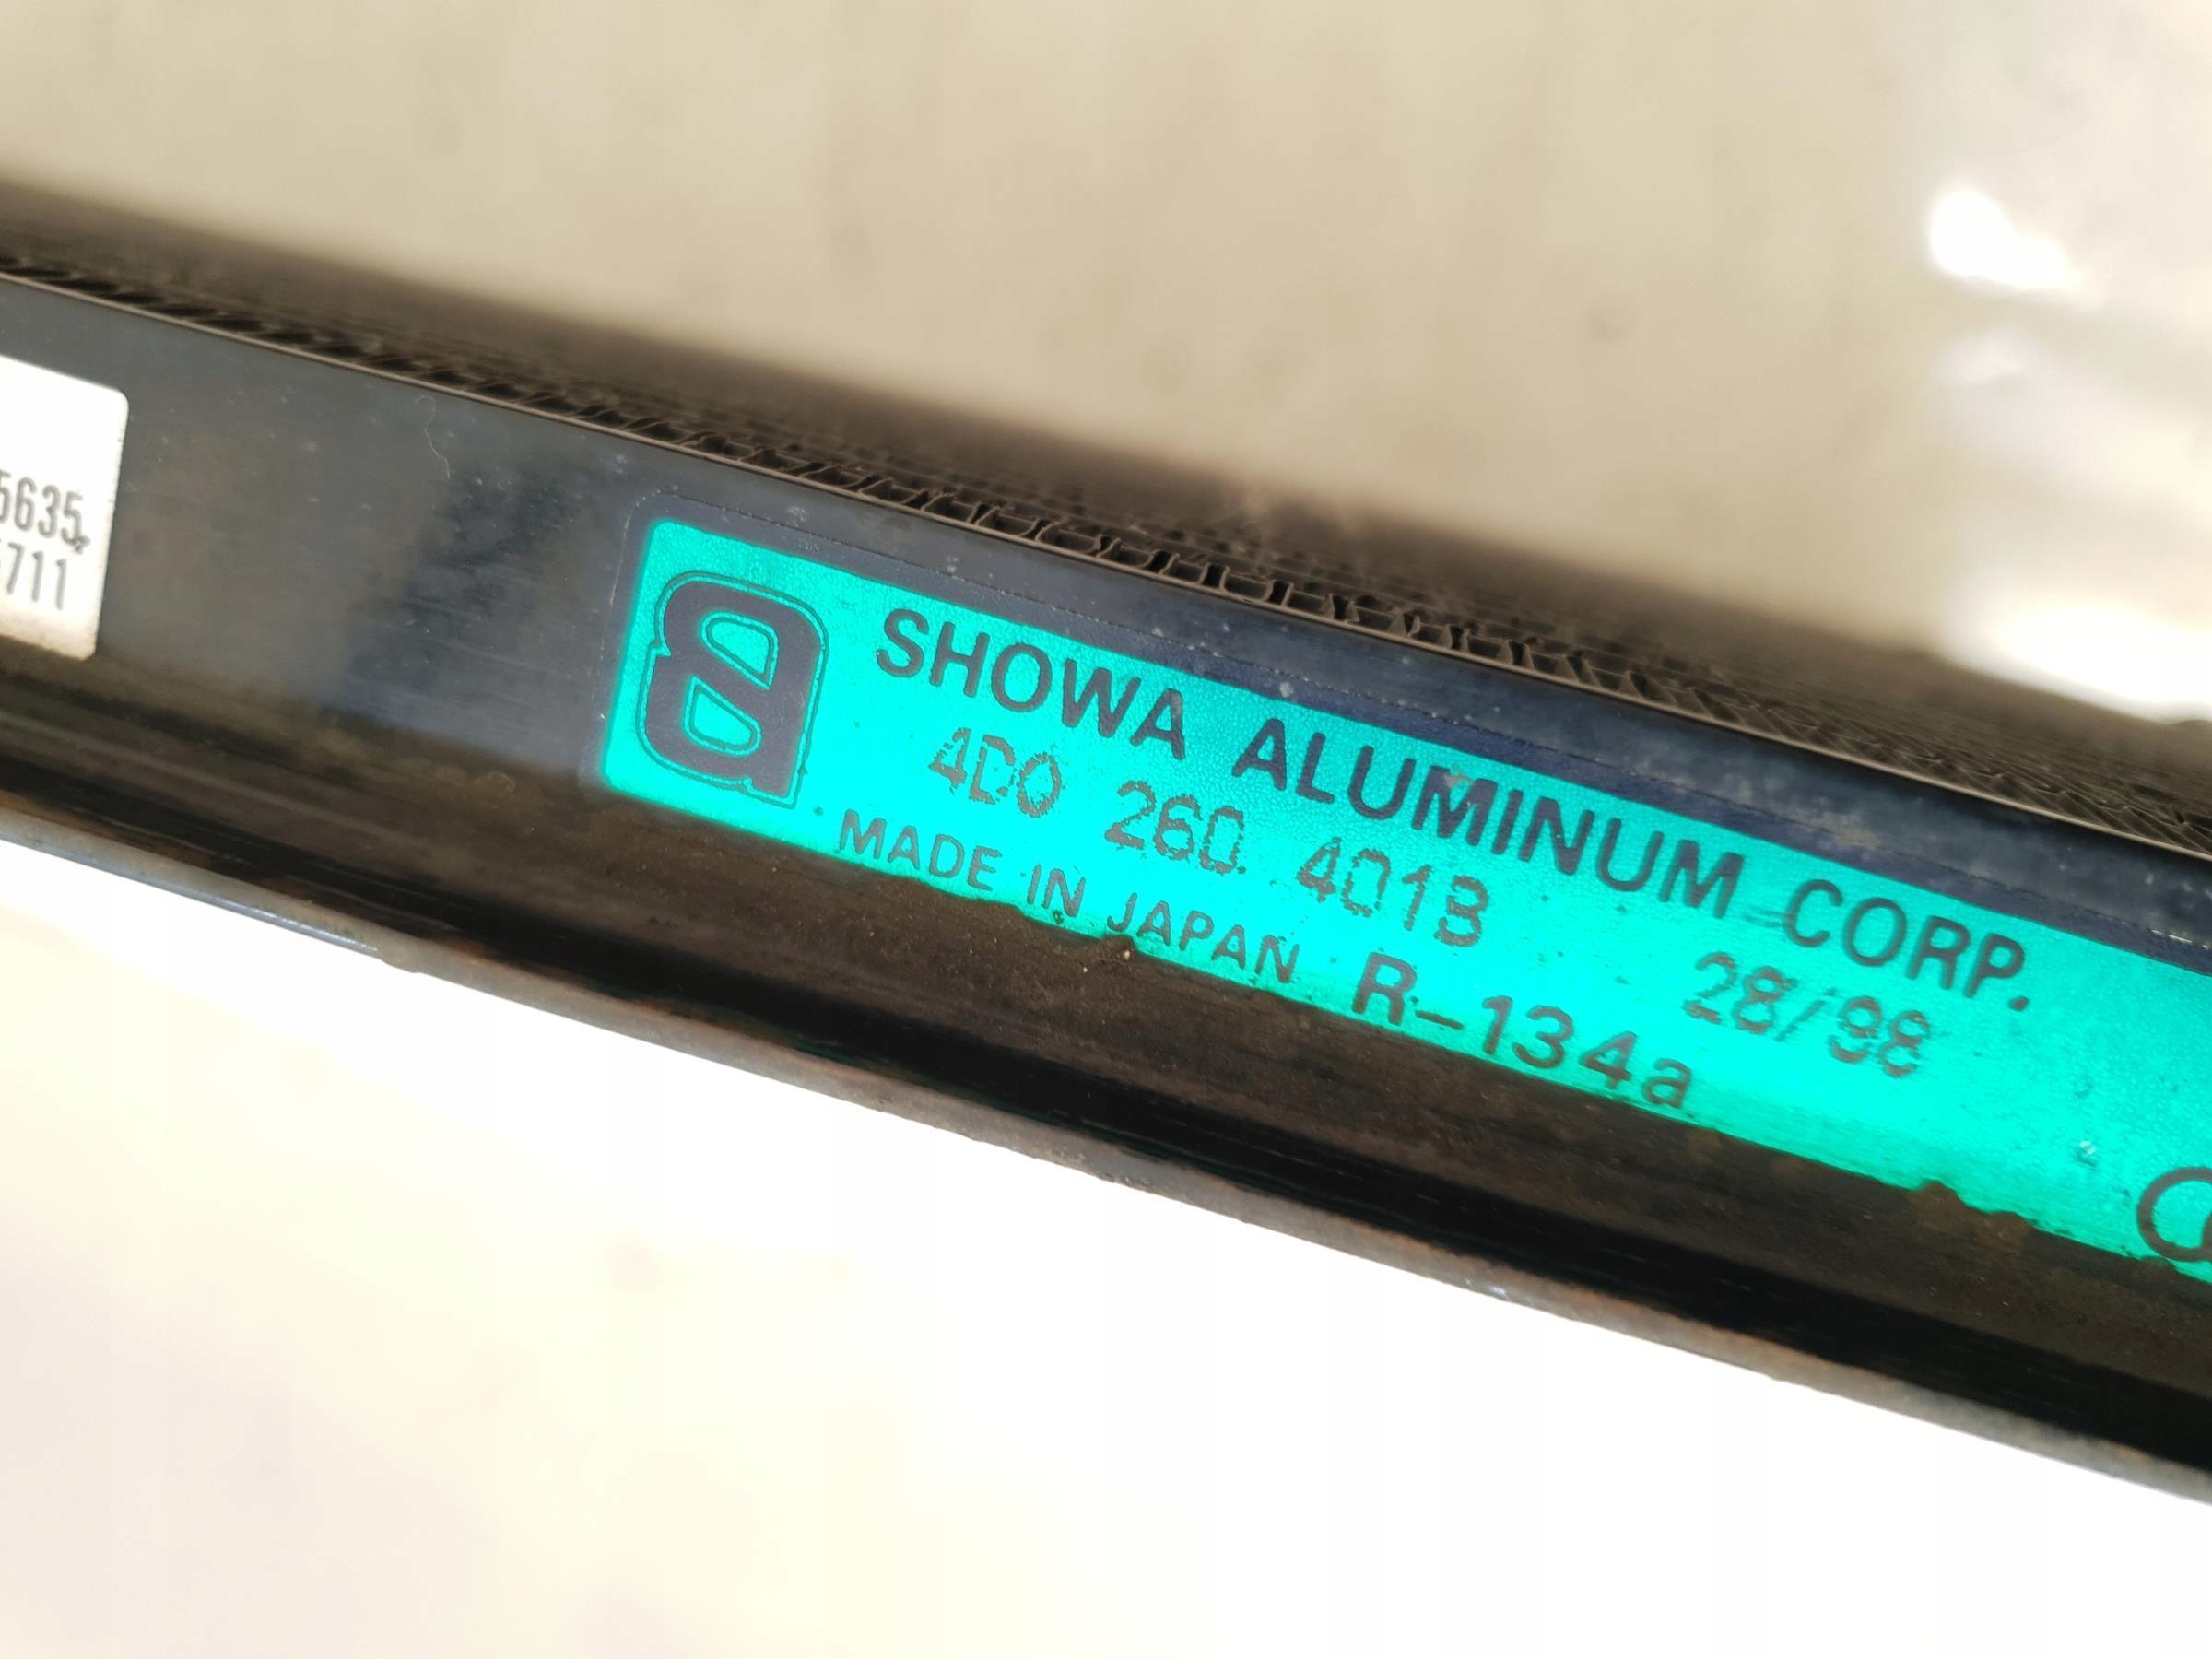 5635,
711
SHOWA ALUMINUM CORP.
4D0 260 401B 28/98
MADE IN JAPAN R-134a